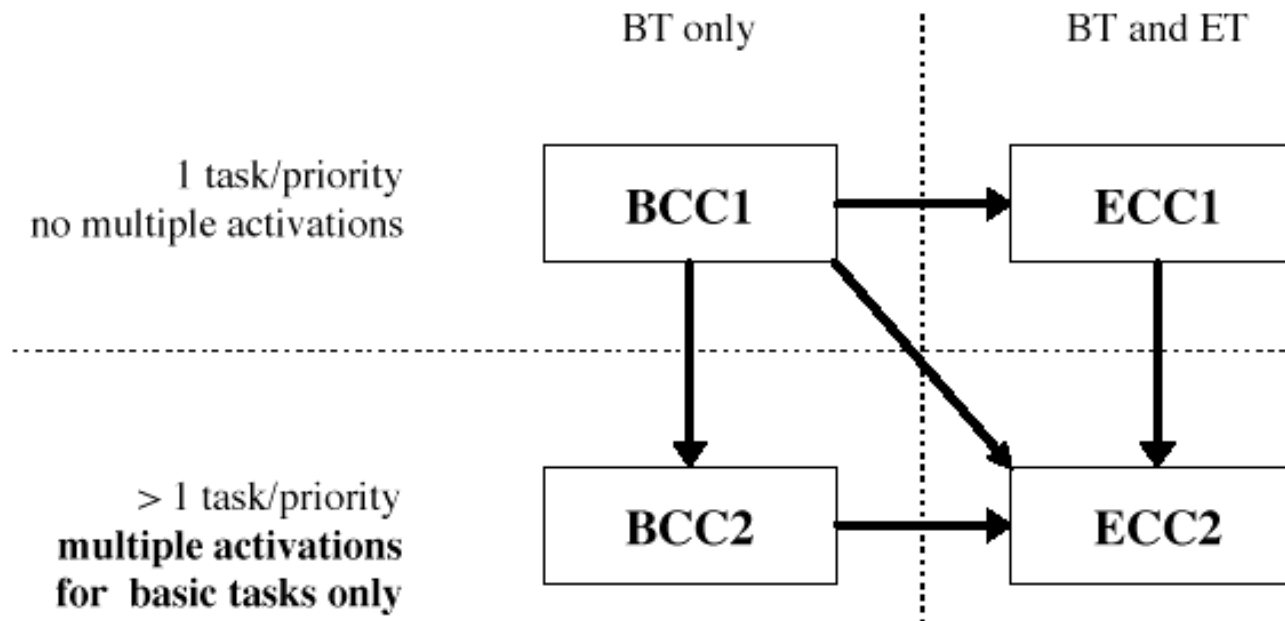 BT only
BT and ET
1 task/priority
no multiple activations
BCC1
ECC1
> 1 task/priority
multiple activations
for basic tasks only
BCC2
ECC2